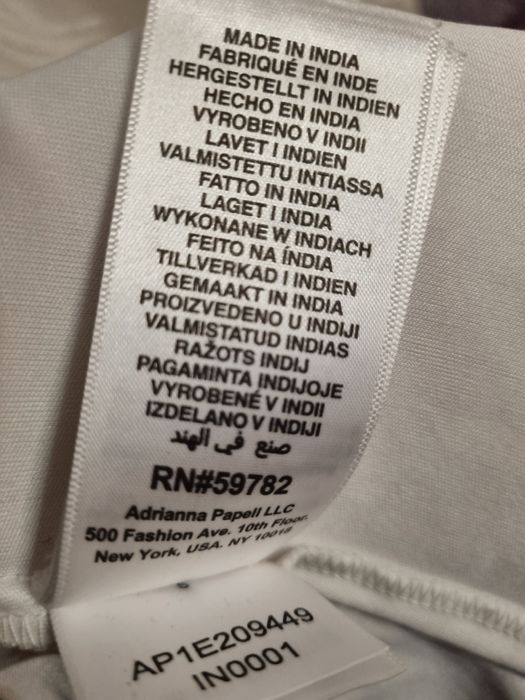 MADE IN INDIA
FABRIQUÉ EN INDE
HERGESTELLT IN INDIEN
HECHO EN INDIA
VYROBENO V INDII
LAVET I INDIEN
VALMISTETTU INTIASSA
FATTO IN INDIA
LAGET I INDIA
WYKONANE W INDIACH
FEITO NA ÍNDIA
TILLVERKAD I INDIEN
GEMAAKT IN INDIA
PROIZVEDENO U INDIJI
VALMISTATUD INDIAS
RAŽOTS INDIJ
PAGAMINTA INDIJOJE
VYROBENÉ V INDII
IZDELANO V INDIJI
صنع في الهند
RN#59782
Adrianna Papell LLC
500 Fashion Ave. 10th Floor
New York, USA. NY 10018
AP1E209449
IN0001